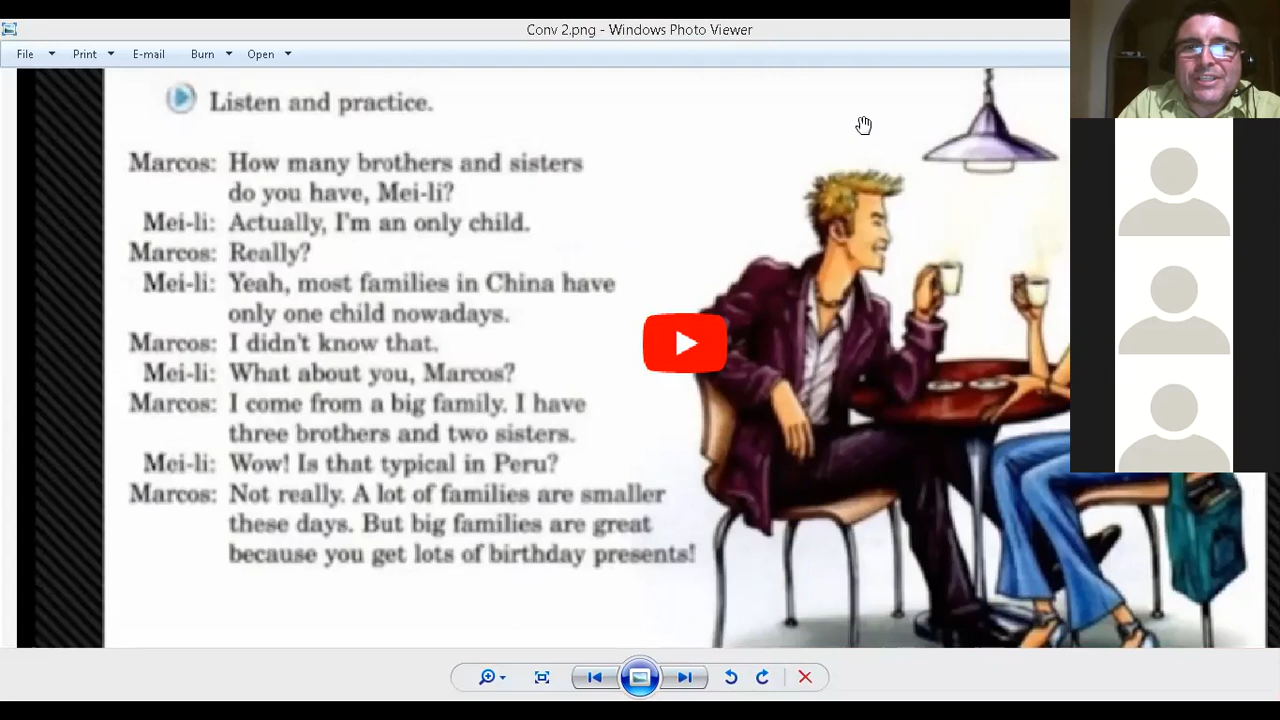 Conv 2.png - Windows Photo Viewer
File Print E-mail Burn Open
Listen and practice.
Marcos: How many brothers and sisters
do you have, Mei-li?
Mei-li: Actually, I'm an only child.
Marcos: Really?
Mei-li: Yeah, most families in China have
only one child nowadays.
Marcos: I didn't know that.
Mei-li: What about you, Marcos?
Marcos: I come from a big family. I have
three brothers and two sisters.
Mei-li: Wow! Is that typical in Peru?
Marcos: Not really. A lot of families are smaller
these days. But big families are great
because you get lots of birthday presents!